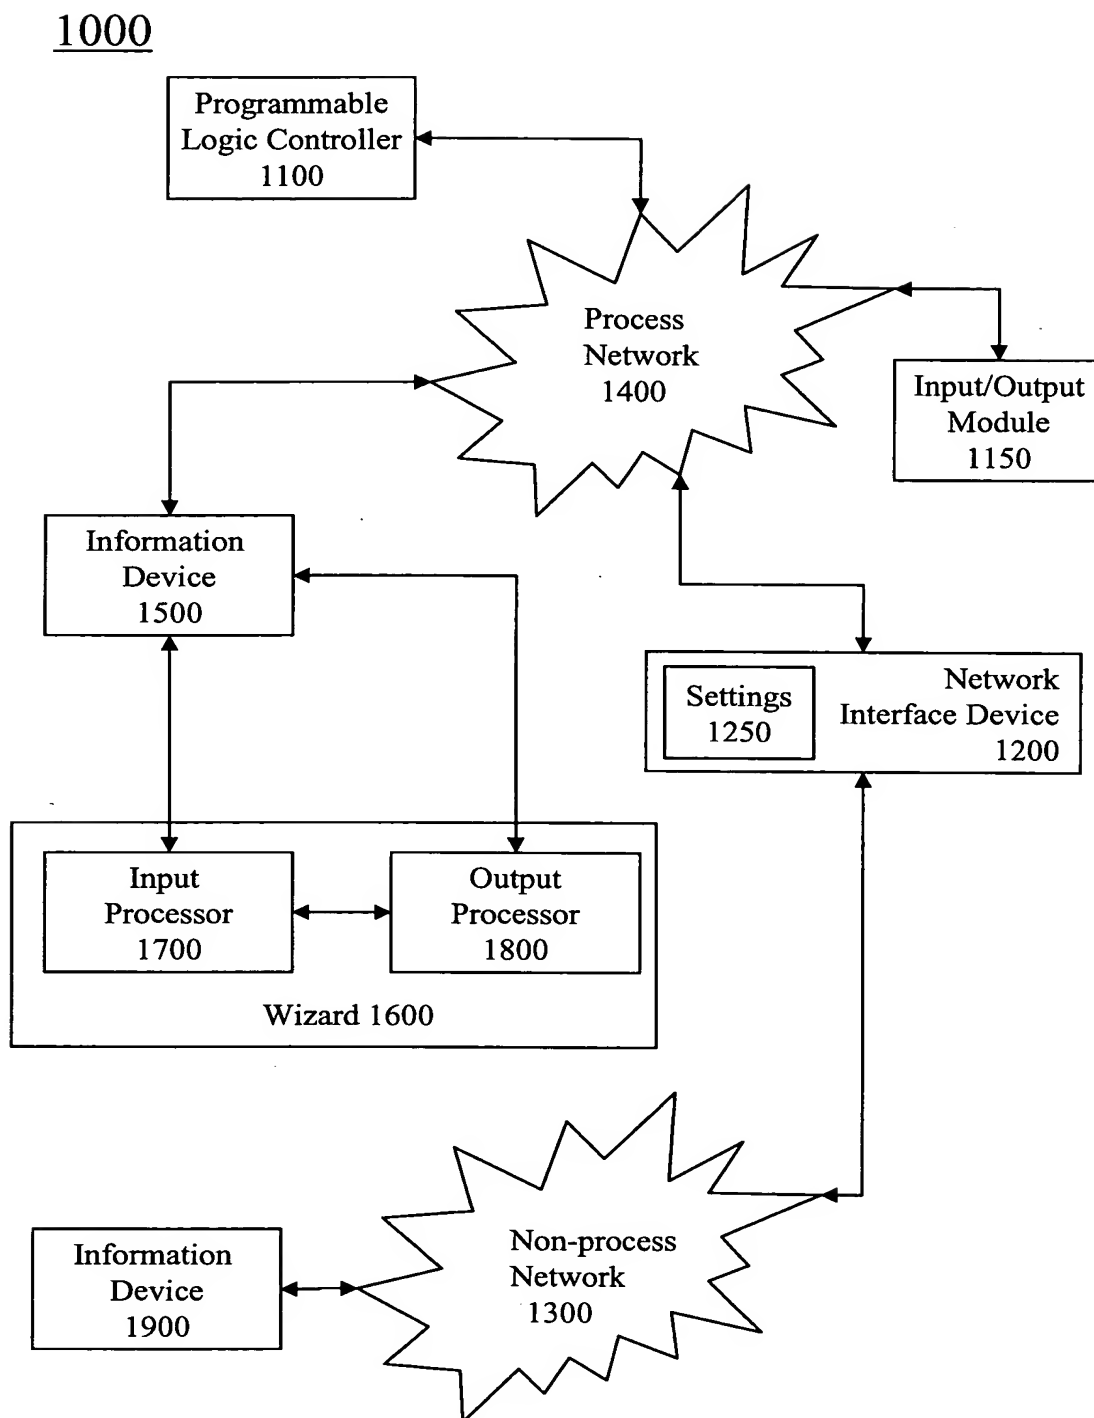 1000
Programmable
Logic Controller
1100
Process
Network
1400
Input/Output
Module
1150
Information
Device
1500
Settings
1250
Network
Interface Device
1200
Input
Processor
1700
Output
Processor
1800
Wizard 1600
Non-process
Network
1300
Information
Device
1900